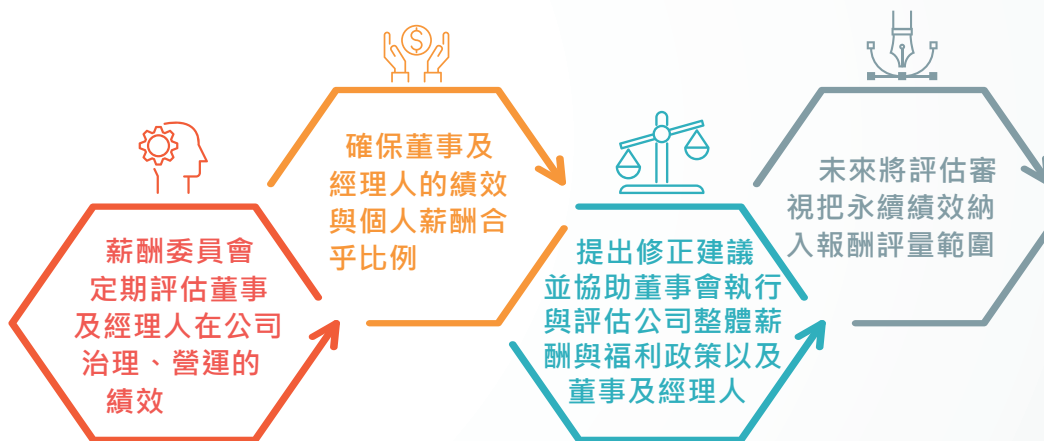 薪酬委員會
定期評估董事
及經理人在公司
治理、營運的
績效
確保董事及
經理人的績效
與個人薪酬合
乎比例
提出修正建議
並協助董事會執行
與評估公司整體薪
酬與福利政策以及
董事及經理人
未來將評估審
視把永續績效納
入報酬評量範圍